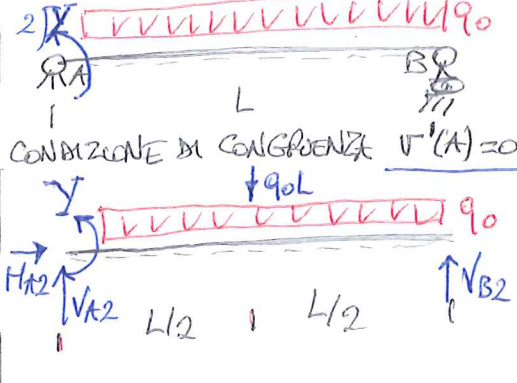 2) X q₀
A B
L
CONDIZIONE DI CONGRUENZA v'(A)=0
q₀L
Y q₀
HA2 VA2 L/2 L/2 VB2